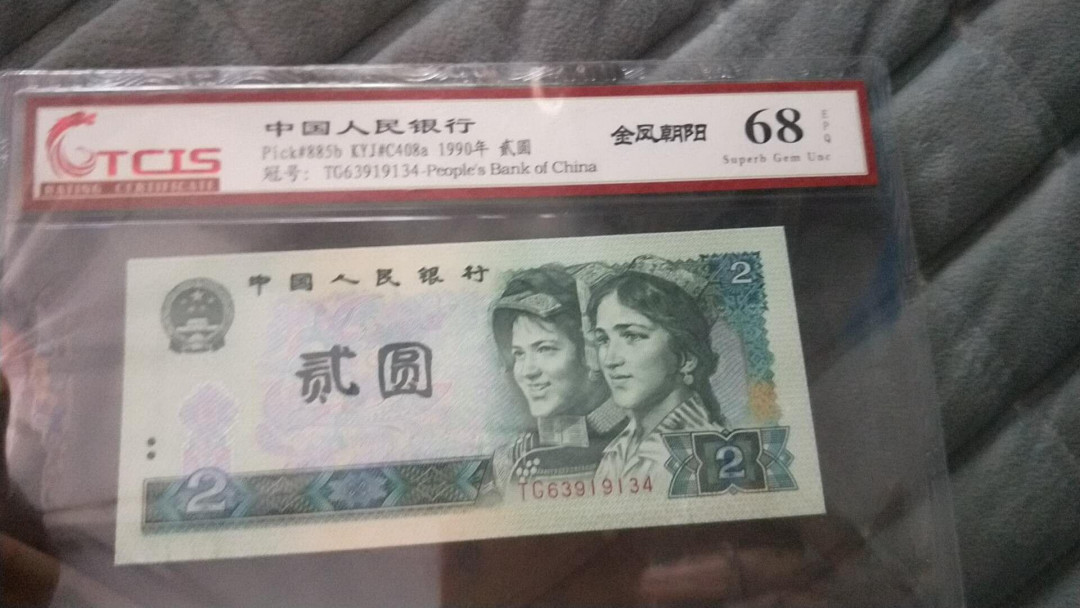 TCIS
RATING CERTIFICATE
中国人民银行
Pick#885b KYJ#C408a 1990年 贰圆
冠号: TG63919134-People's Bank of China
金凤朝阳
68
EPQ
Superb Gem Unc
中国人民银行
2
贰圆
2
2
TG63919134